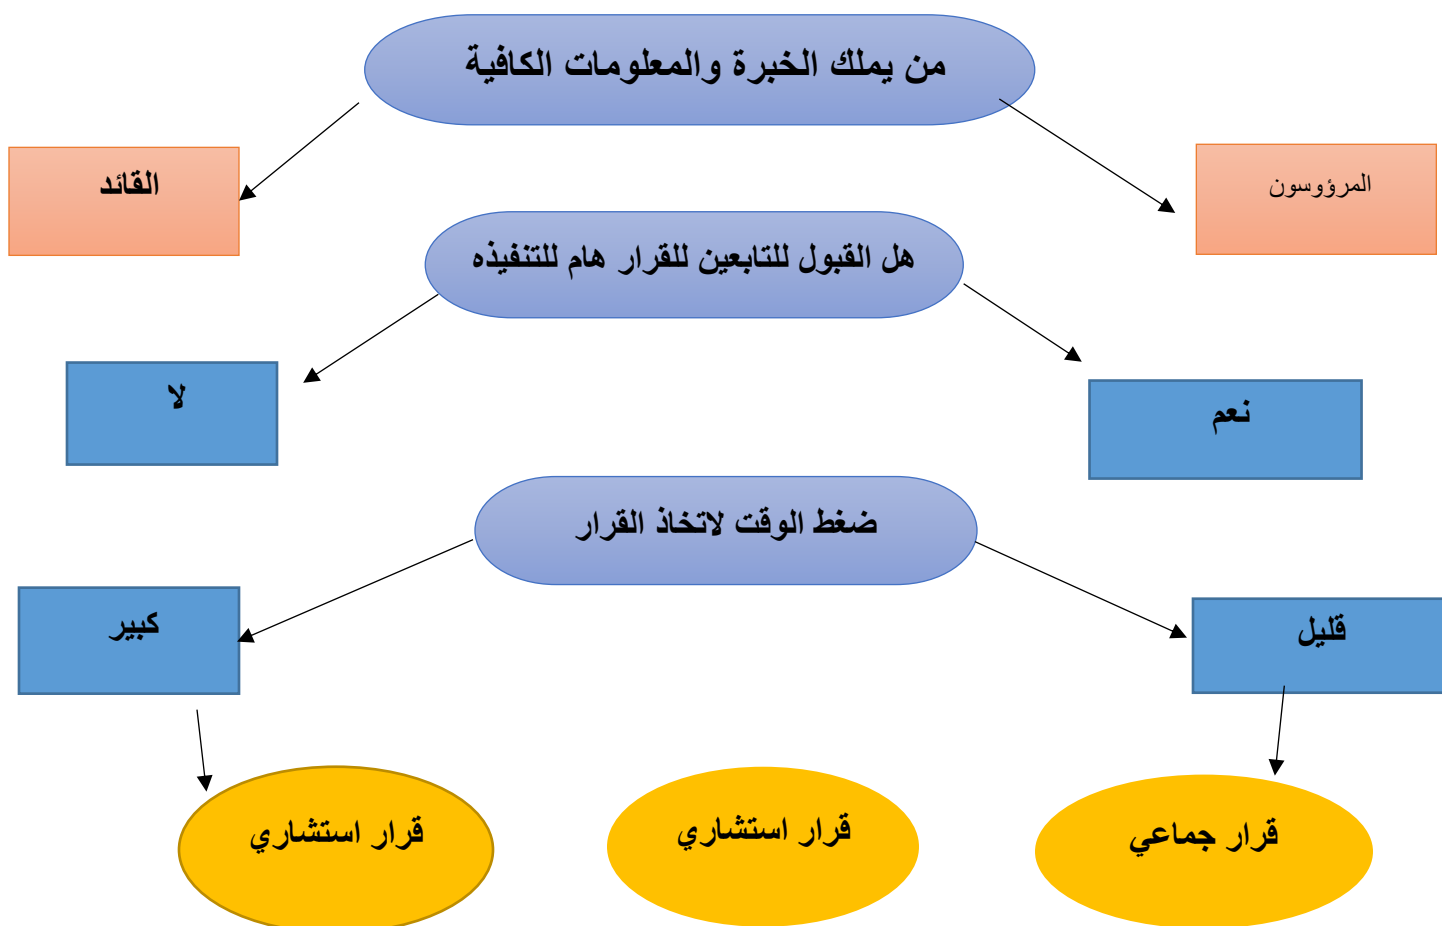 من يملك الخبرة والمعلومات الكافية
المرؤوسون
القائد
هل القبول للتابعين للقرار هام للتنفيذه
نعم
لا
ضغط الوقت لاتخاذ القرار
قليل
كبير
قرار جماعي
قرار استشاري
قرار استشاري